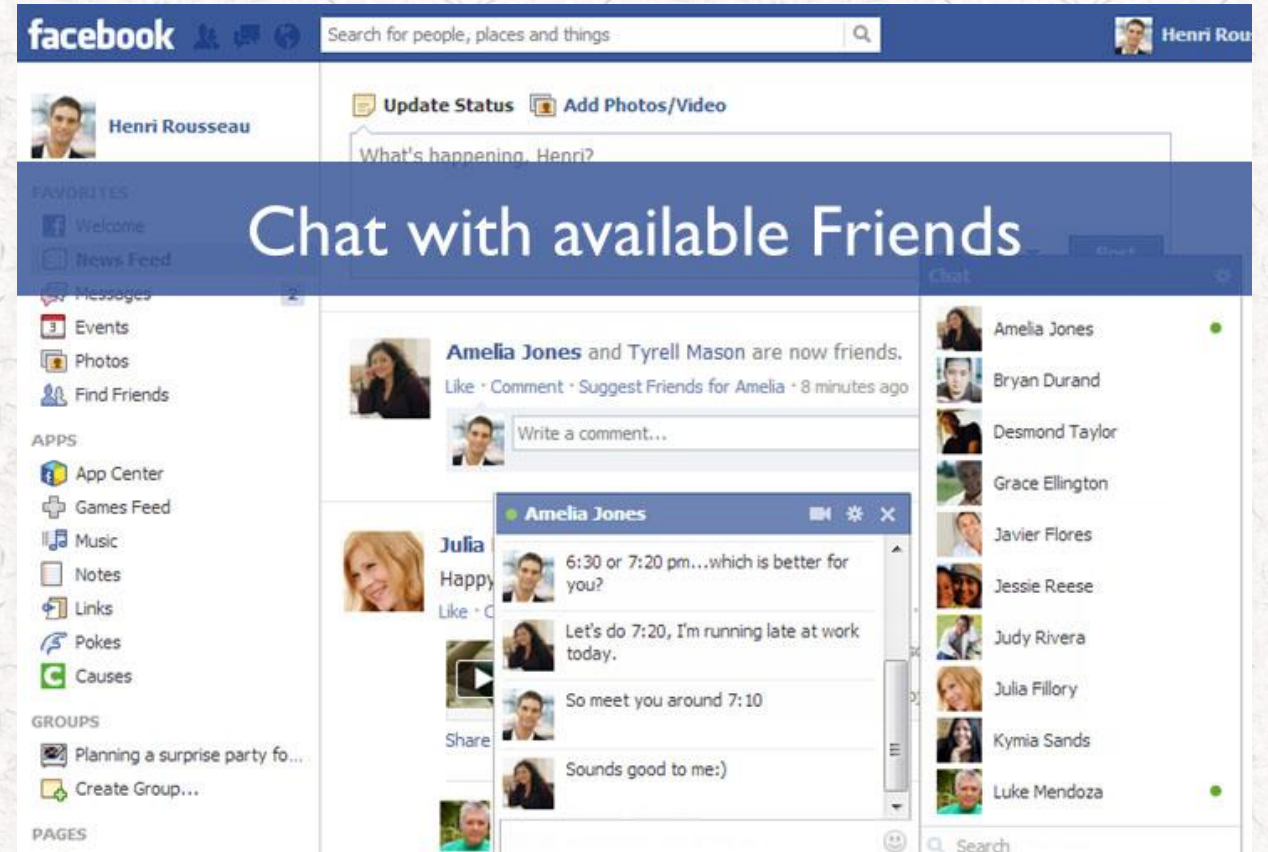 facebook
Search for people, places and things
Henri Rou
Henri Rousseau
Update Status
Add Photos/Video
What's happening, Henri?
Chat with available Friends
FAVORITES
Welcome
News Feed
Messages 2
3 Events
Photos
Find Friends
APPS
App Center
Games Feed
Music
Notes
Links
Pokes
C Causes
GROUPS
Planning a surprise party fo...
Create Group...
PAGES
Post
Amelia Jones and Tyrell Mason are now friends.
Like · Comment · Suggest Friends for Amelia · 8 minutes ago
Write a comment...
Julia
Happy
Like ·
Share
Amelia Jones
6:30 or 7:20 pm...which is better for
you?
Let's do 7:20, I'm running late at work
today.
So meet you around 7:10
Sounds good to me:)
Chat
Amelia Jones
Bryan Durand
Desmond Taylor
Grace Ellington
Javier Flores
Jessie Reese
Judy Rivera
Julia Fillory
Kymia Sands
Luke Mendoza
Search